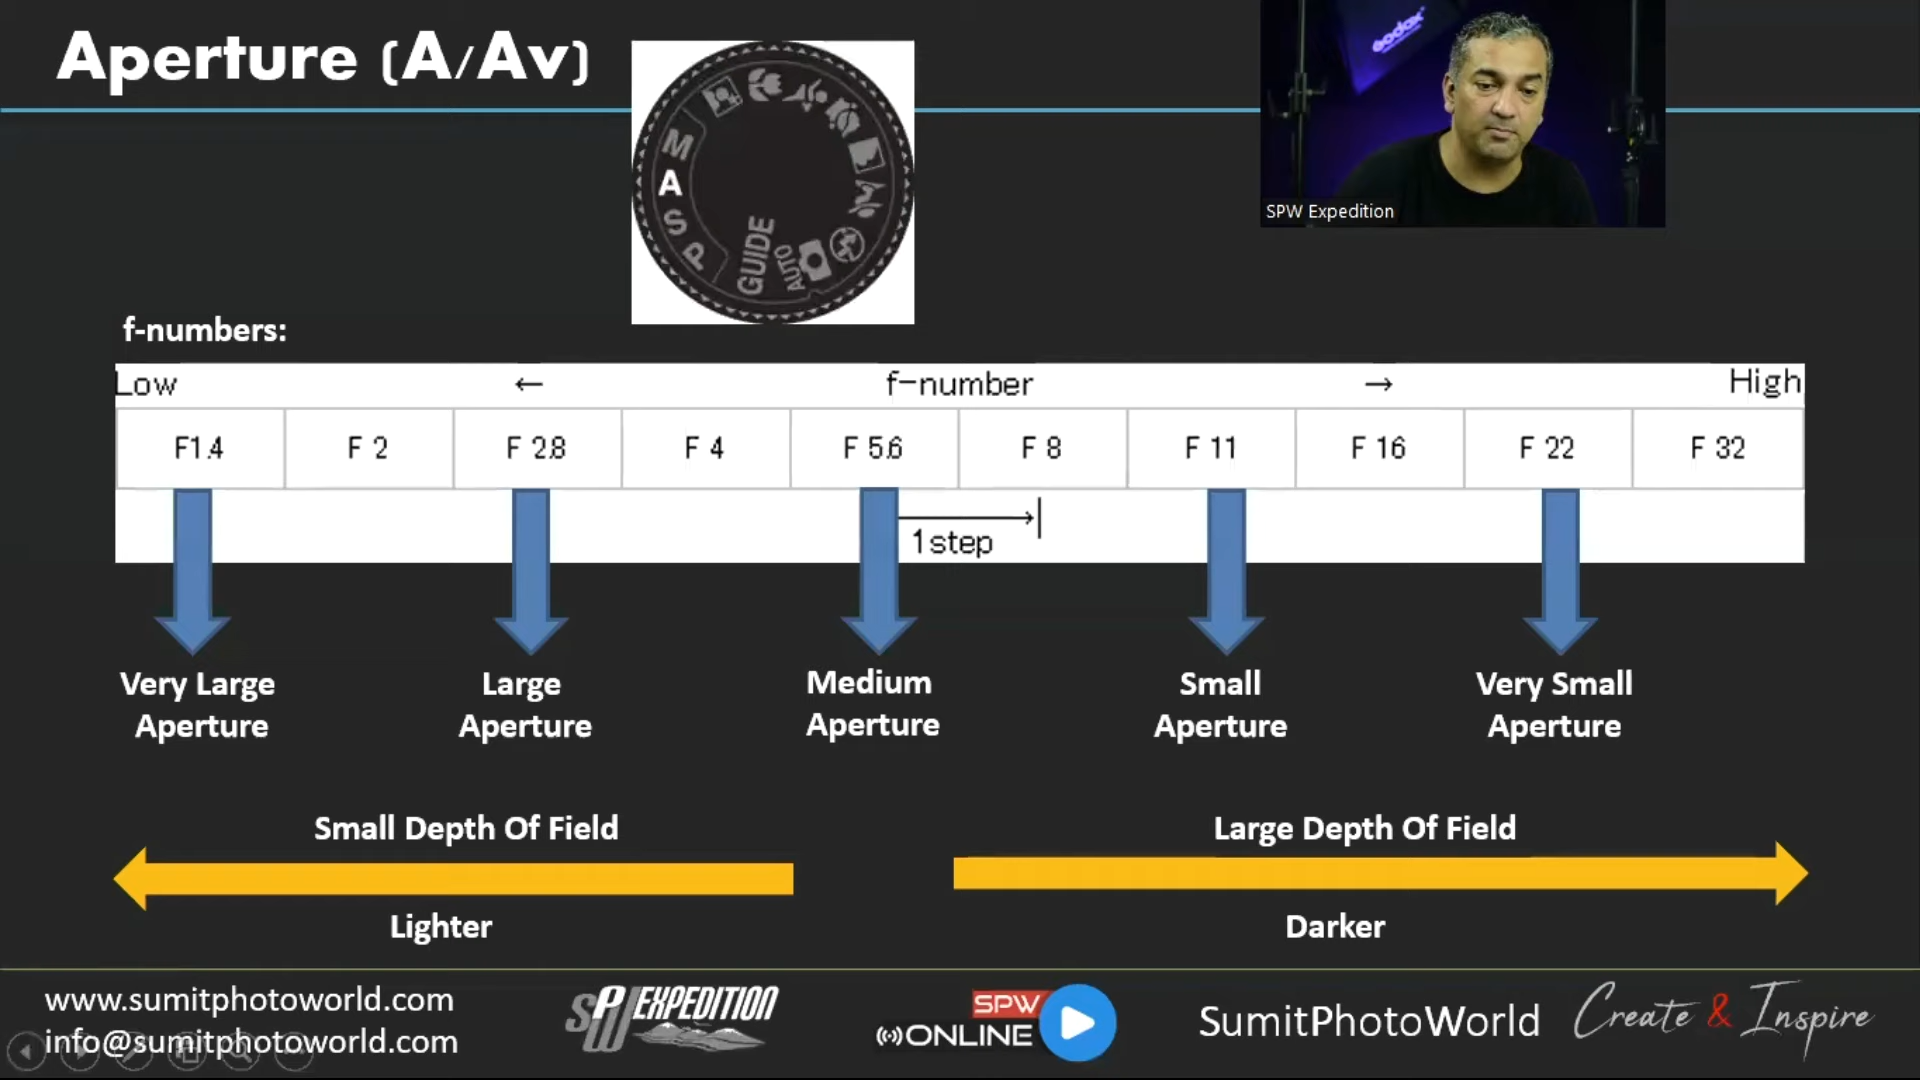 Aperture (A/Av)
Godox
M
A
S
P
GUIDE
AUTO
SPW Expedition
f-numbers:
Low ← f-number → High
F1.4 F 2 F 2.8 F 4 F 5.6 F 8 F 11 F 16 F 22 F 32
1 step
Very Large
Aperture
Large
Aperture
Medium
Aperture
Small
Aperture
Very Small
Aperture
Small Depth Of Field
Large Depth Of Field
Lighter
Darker
www.sumitphotoworld.com
info@sumitphotoworld.com
SPW EXPEDITION
SPW
ONLINE
SumitPhotoWorld
Create & Inspire